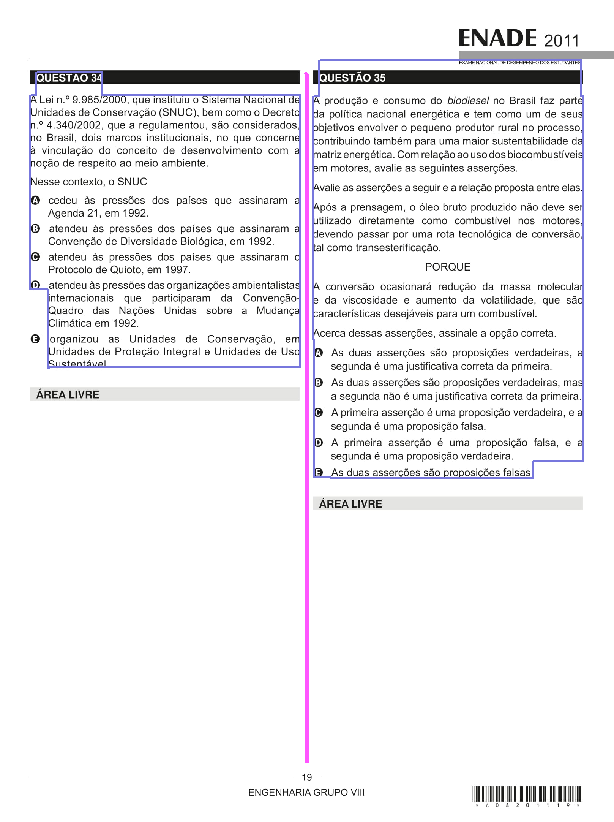 ENADE 2011
EXAME NACIONAL DE DESEMPENHO DOS ESTUDANTES
QUESTÃO 34
A Lei n.º 9.985/2000, que instituiu o Sistema Nacional de
Unidades de Conservação (SNUC), bem como o Decreto
n.º 4.340/2002, que a regulamentou, são considerados,
no Brasil, dois marcos institucionais, no que concerne
à vinculação do conceito de desenvolvimento com a
noção de respeito ao meio ambiente.
Nesse contexto, o SNUC
A cedeu às pressões dos países que assinaram a
Agenda 21, em 1992.
B atendeu às pressões dos países que assinaram a
Convenção de Diversidade Biológica, em 1992.
C atendeu às pressões dos países que assinaram o
Protocolo de Quioto, em 1997.
D atendeu às pressões das organizações ambientalistas
internacionais que participaram da Convenção-
Quadro das Nações Unidas sobre a Mudança
Climática em 1992.
E organizou as Unidades de Conservação, em
Unidades de Proteção Integral e Unidades de Uso
Sustentável.
ÁREA LIVRE
QUESTÃO 35
A produção e consumo do biodiesel no Brasil faz parte
da política nacional energética e tem como um de seus
objetivos envolver o pequeno produtor rural no processo,
contribuindo também para uma maior sustentabilidade da
matriz energética. Com relação ao uso dos biocombustíveis
em motores, avalie as seguintes asserções.
Avalie as asserções a seguir e a relação proposta entre elas.
Após a prensagem, o óleo bruto produzido não deve ser
utilizado diretamente como combustível nos motores,
devendo passar por uma rota tecnológica de conversão,
tal como transesterificação.
PORQUE
A conversão ocasionará redução da massa molecular
e da viscosidade e aumento da volatilidade, que são
características desejáveis para um combustível.
Acerca dessas asserções, assinale a opção correta.
A As duas asserções são proposições verdadeiras, e a
segunda é uma justificativa correta da primeira.
B As duas asserções são proposições verdadeiras, mas
a segunda não é uma justificativa correta da primeira.
C A primeira asserção é uma proposição verdadeira, e a
segunda é uma proposição falsa.
D A primeira asserção é uma proposição falsa, e a
segunda é uma proposição verdadeira.
E As duas asserções são proposições falsas.
ÁREA LIVRE
19
ENGENHARIA GRUPO VIII